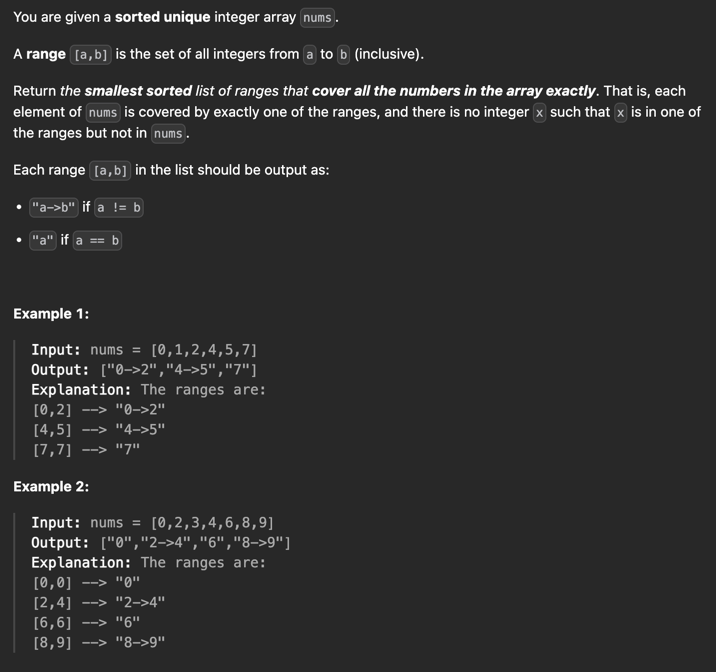 You are given a sorted unique integer array nums.
A range [a,b] is the set of all integers from a to b (inclusive).
Return the smallest sorted list of ranges that cover all the numbers in the array exactly. That is, each
element of nums is covered by exactly one of the ranges, and there is no integer x such that x is in one of
the ranges but not in nums.
Each range [a,b] in the list should be output as:
• "a->b" if a != b
• "a" if a == b
Example 1:
Input: nums = [0,1,2,4,5,7]
Output: ["0->2","4->5","7"]
Explanation: The ranges are:
[0,2] --> "0->2"
[4,5] --> "4->5"
[7,7] --> "7"
Example 2:
Input: nums = [0,2,3,4,6,8,9]
Output: ["0","2->4","6","8->9"]
Explanation: The ranges are:
[0,0] --> "0"
[2,4] --> "2->4"
[6,6] --> "6"
[8,9] --> "8->9"